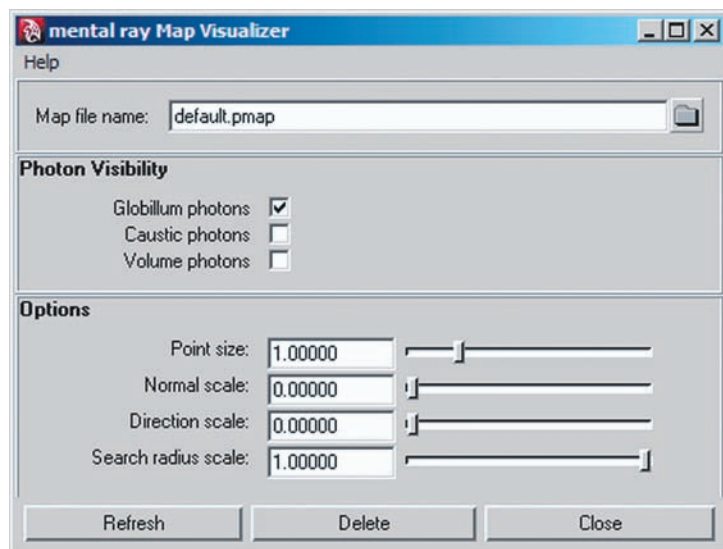 mental ray Map Visualizer
Help
Map file name: default.pmap
Photon Visibility
Globillum photons
Caustic photons
Volume photons
Options
Point size: 1.00000
Normal scale: 0.00000
Direction scale: 0.00000
Search radius scale: 1.00000
Refresh Delete Close